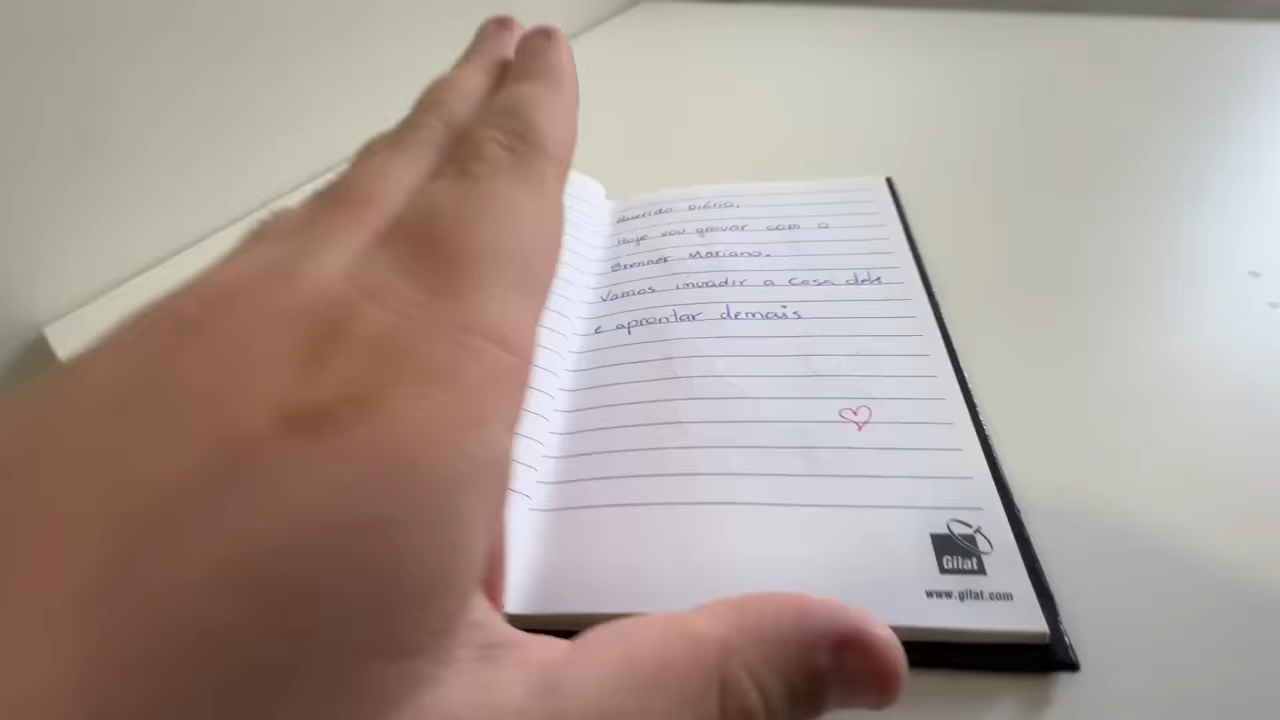 Querido Diário.
Hoje vou gravar com o
Brenner Mariano.
Vamos invadir a Casa dele
e aprontar demais
Gilat
www.gilat.com